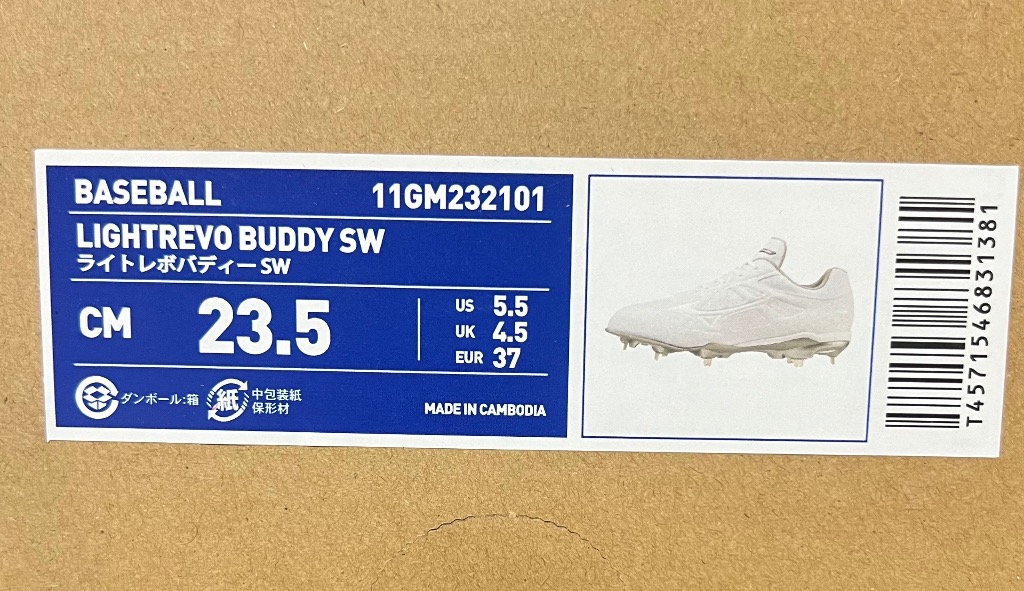 BASEBALL 11GM232101
LIGHTREVO BUDDY SW
ライトレボバディー SW
CM 23.5
US 5.5
UK 4.5
EUR 37
ダンボール:箱
紙 中包装紙
保形材
MADE IN CAMBODIA
T4571546831381